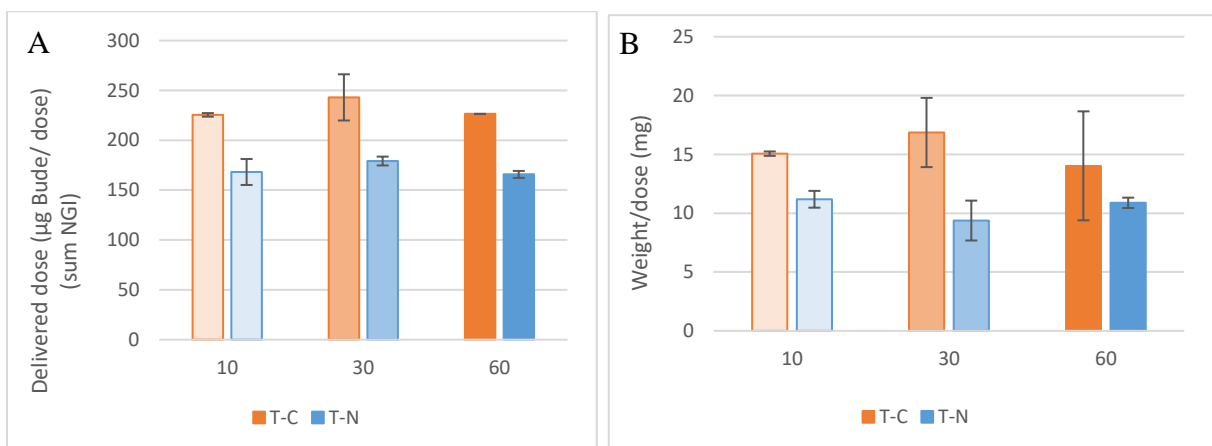 A
Delivered dose (µg Bude/ dose)
(sum NGI)
300
250
200
150
100
50
0
10 30 60
T-C T-N
B
Weight/dose (mg)
25
20
15
10
5
0
10 30 60
T-C T-N